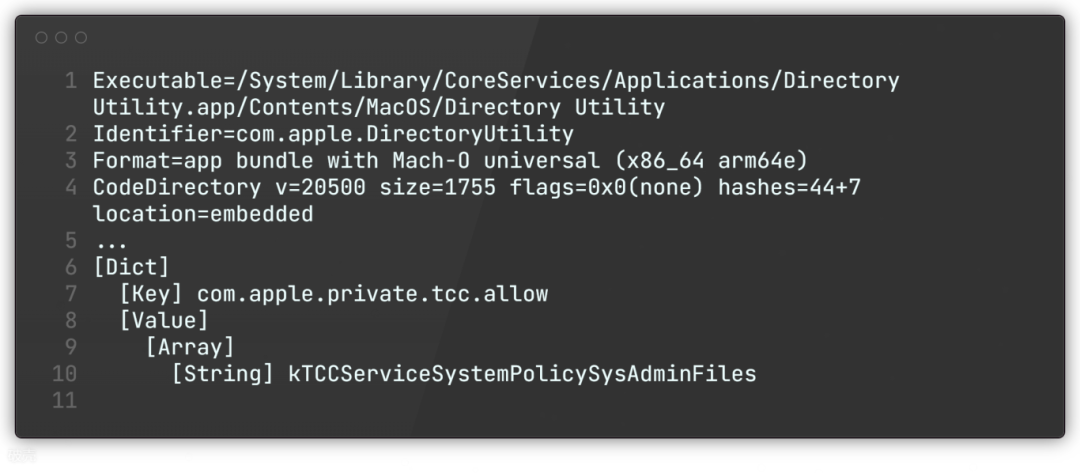 1 Executable=/System/Library/CoreServices/Applications/Directory
Utility.app/Contents/MacOS/Directory Utility
2 Identifier=com.apple.DirectoryUtility
3 Format=app bundle with Mach-O universal (x86_64 arm64e)
4 CodeDirectory v=20500 size=1755 flags=0x0(none) hashes=44+7
location=embedded
5 ...
6 [Dict]
7 [Key] com.apple.private.tcc.allow
8 [Value]
9 [Array]
10 [String] kTCCServiceSystemPolicySysAdminFiles
11